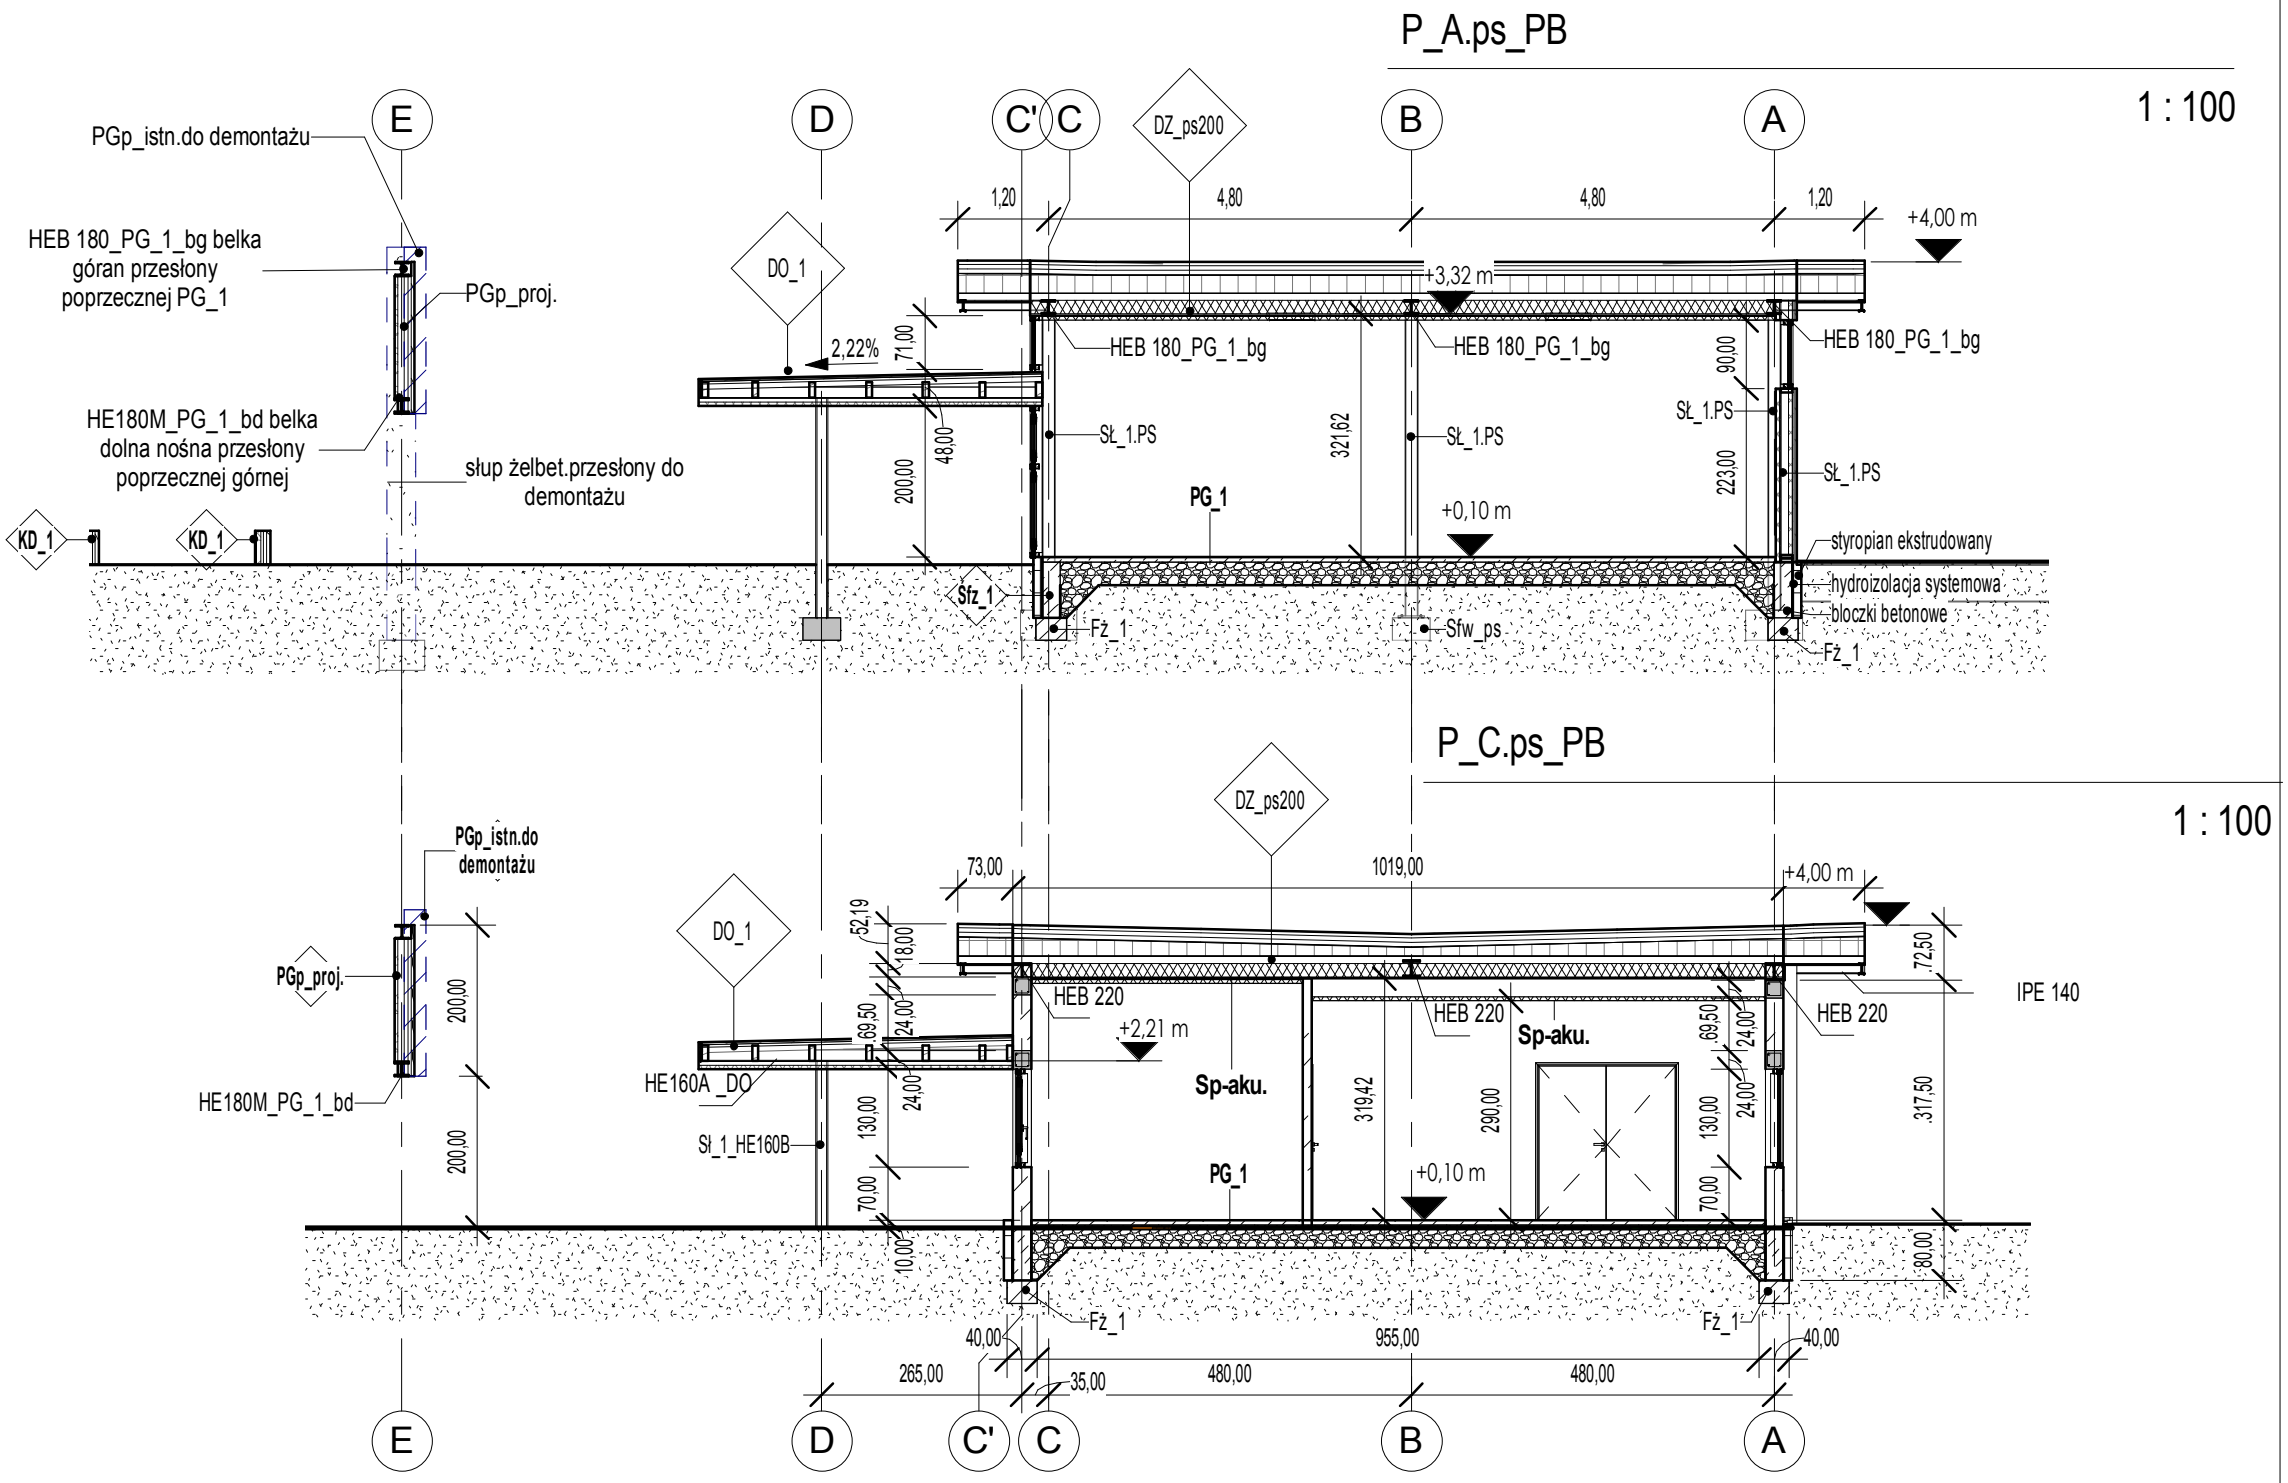 P_A.ps_PB
1 : 100
E
D
C'
C
B
A
DZ_ps200
PGp_istn.do demontażu
1,20
4,80
4,80
1,20
+4,00 m
HEB 180_PG_1_bg belka
góran przesłony
poprzecznej PG_1
DO_1
+3,32 m
PGp_proj.
2,22%
71,00
HEB 180_PG_1_bg
HEB 180_PG_1_bg
90,00
HEB 180_PG_1_bg
HE180M_PG_1_bd belka
dolna nośna przesłony
poprzecznej górnej
SŁ_1.PS
48,00
SŁ_1.PS
321,62
SŁ_1.PS
SŁ_1.PS
słup żelbet.przesłony do
demontażu
200,00
223,00
PG_1
+0,10 m
KD_1
KD_1
styropian ekstrudowany
hydroizolacja systemowa
bloczki betonowe
Sfz_1
Fż_1
Sfw_ps
Fż_1
P_C.ps_PB
1 : 100
DZ_ps200
PGp_istn.do
demontażu
73,00
1019,00
+4,00 m
DO_1
52,19
18,00
72,50
PGp_proj.
200,00
HEB 220
HEB 220
HEB 220
IPE 140
69,50
24,00
+2,21 m
Sp-aku.
69,50
24,00
HE160A _DO
Sp-aku.
HE180M_PG_1_bd
24,00
130,00
319,42
290,00
130,00
24,00
317,50
200,00
Sł_1_HE160B
PG_1
+0,10 m
70,00
70,00
10,00
80,00
Fż_1
Fż_1
40,00
955,00
40,00
265,00
35,00
480,00
480,00
E
D
C'
C
B
A